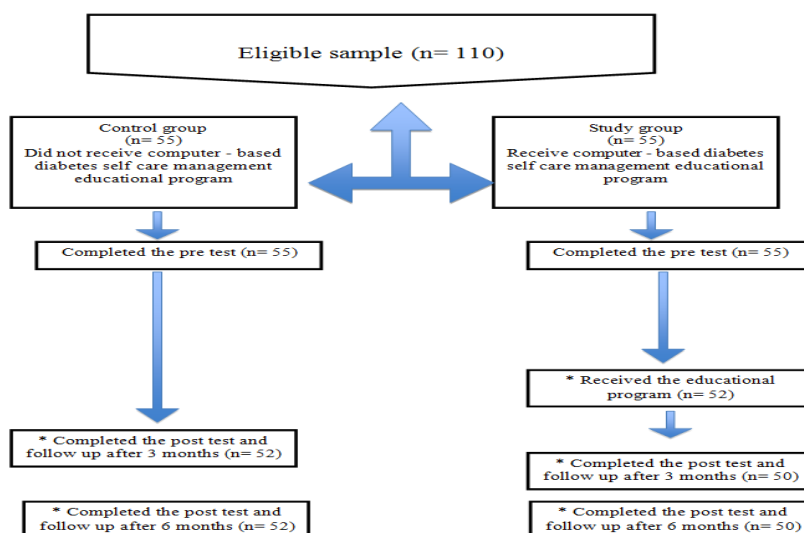 Eligible sample (n= 110)
Control group
(n= 55)
Did not receive computer - based
diabetes self care management
educational program
Study group
(n= 55)
Receive computer - based diabetes
self care management educational
program
Completed the pre test (n= 55)
Completed the pre test (n= 55)
* Received the educational
program (n= 52)
* Completed the post test and
follow up after 3 months (n= 52)
* Completed the post test and
follow up after 3 months (n= 50)
* Completed the post test and
follow up after 6 months (n= 52)
* Completed the post test and
follow up after 6 months (n= 50)